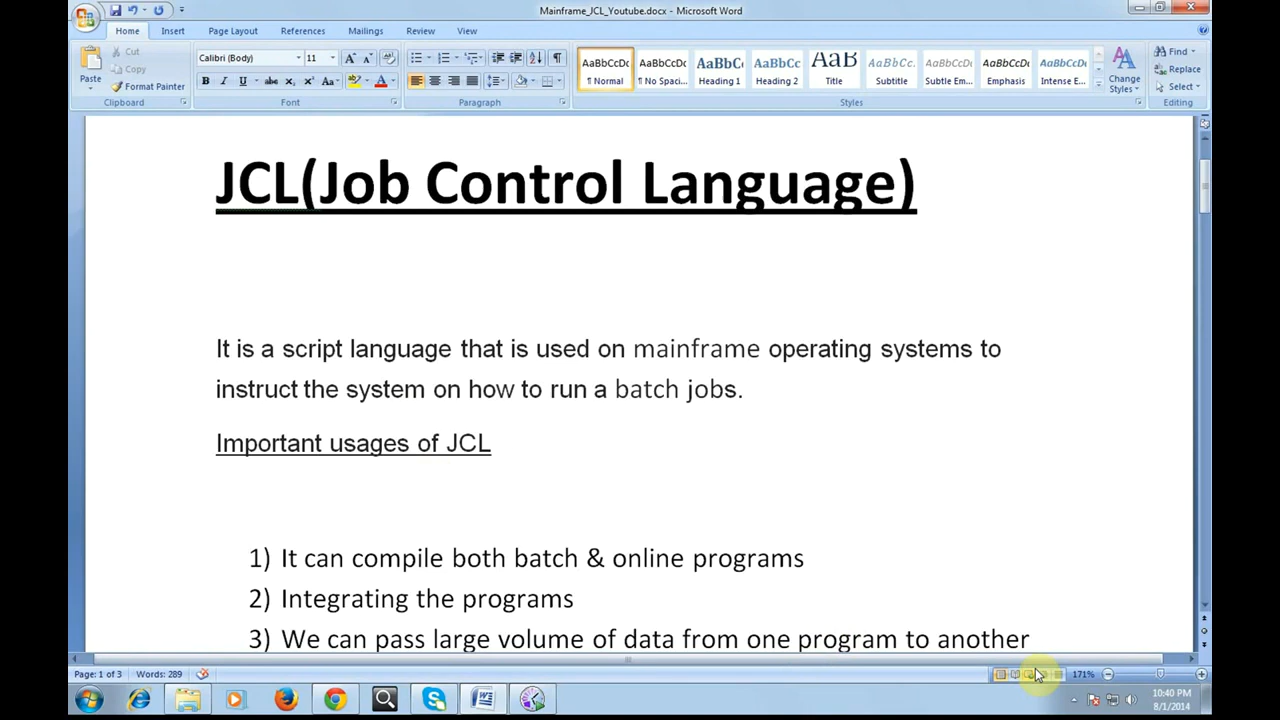 Mainframe_JCL_Youtube.docx - Microsoft Word
Home Insert Page Layout References Mailings Review View
Paste
Cut
Copy
Format Painter
Clipboard
Calibri (Body) 11
Font
Paragraph
AaBbCcDc AaBbCcDc AaBbC( AaBbCc AaB AaBbCc. AaBbCcDc AaBbCcDc AaBbCcDc
¶ Normal ¶ No Spaci... Heading 1 Heading 2 Title Subtitle Subtle Em... Emphasis Intense E...
Change Styles
Styles
Find
Replace
Select
Editing
JCL(Job Control Language)
It is a script language that is used on mainframe operating systems to
instruct the system on how to run a batch jobs.
Important usages of JCL
1) It can compile both batch & online programs
2) Integrating the programs
3) We can pass large volume of data from one program to another
Page: 1 of 3 Words: 289 171%
10:40 PM
8/1/2014